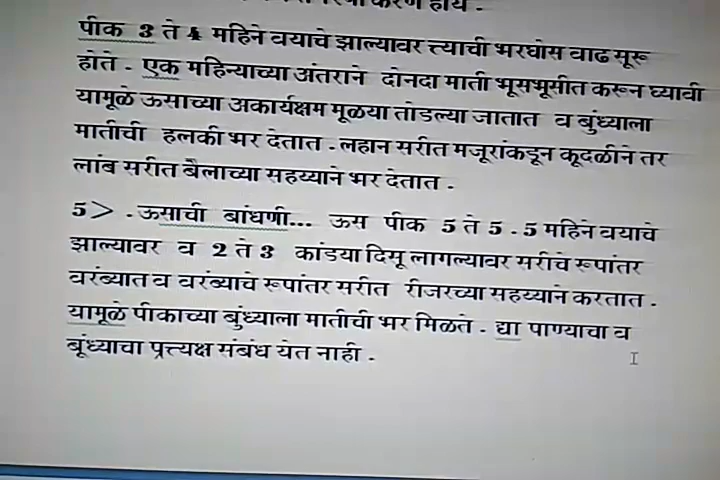 होय -
पीक 3 ते 4 महिने वयाचे झाल्यावर त्त्याची भरघोस वाढ सूरू
होते - एक महिन्याच्या अंतराने दोनदा माती भूसभूसीत करून घ्यावी
यामूळे ऊसाच्या अकार्यक्षम मूळया तोडल्या जातात व बुंध्याला
मातीची हलकी भर देतात - लहान सरीत मजूरांकडून कूदळीने तर
लांब सरीत बैलाच्या सहय्याने भर देतात -
5> - ऊसाची बांधणी... ऊस पीक 5 ते 5 - 5 महिने वयाचे
झाल्यावर व 2 ते 3 कांडया दिसू लागल्यावर सरीचे रूपांतर
वरंब्यात व वरंब्याचे रूपांतर सरीत रीजरच्या सहय्याने करतात -
यामूळे पीकाच्या बुंध्याला मातीची भर मिळते - द्या पाण्याचा व
बूंध्याचा प्रत्त्यक्ष संबंध येत नाही -